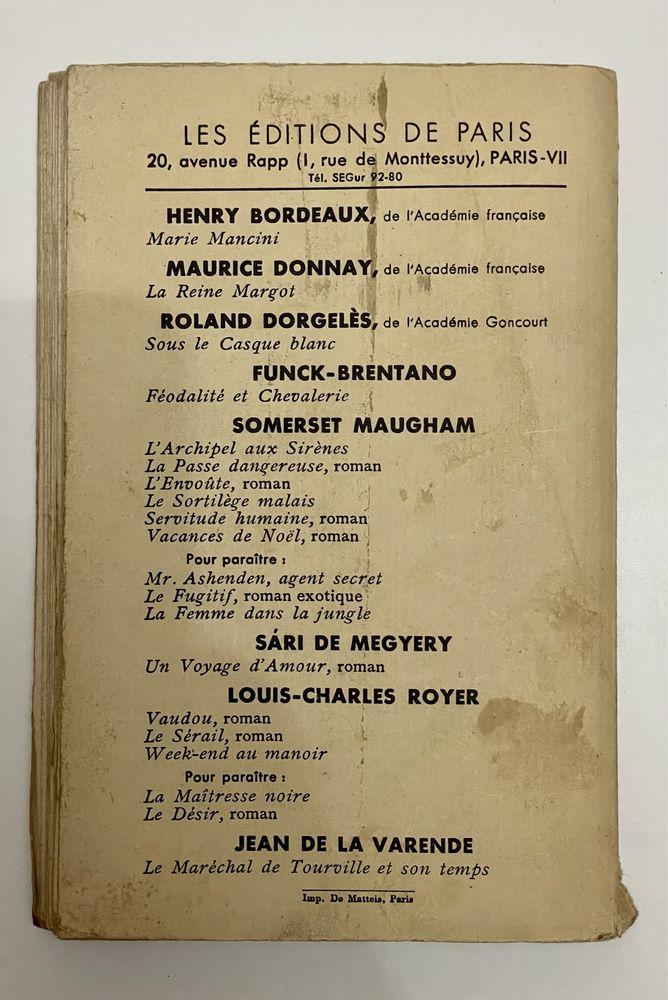 LES ÉDITIONS DE PARIS
20, avenue Rapp (1, rue de Monttessuy), PARIS-VII
Tél. SEGur 92-80
HENRY BORDEAUX, de l'Académie française
Marie Mancini
MAURICE DONNAY, de l'Académie française
La Reine Margot
ROLAND DORGELÈS, de l'Académie Goncourt
Sous le Casque blanc
FUNCK-BRENTANO
Féodalité et Chevalerie
SOMERSET MAUGHAM
L'Archipel aux Sirènes
La Passe dangereuse, roman
L'Envoûte, roman
Le Sortilège malais
Servitude humaine, roman
Vacances de Noël, roman
Pour paraître :
Mr. Ashenden, agent secret
Le Fugitif, roman exotique
La Femme dans la jungle
SÁRI DE MEGYERY
Un Voyage d'Amour, roman
LOUIS-CHARLES ROYER
Vaudou, roman
Le Sérail, roman
Week-end au manoir
Pour paraître :
La Maîtresse noire
Le Désir, roman
JEAN DE LA VARENDE
Le Maréchal de Tourville et son temps
Imp. De Matteis, Paris